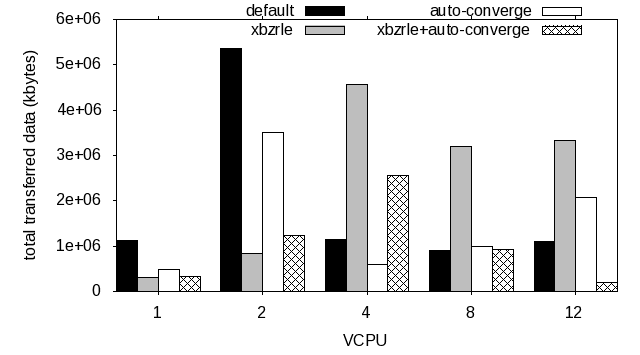 default
auto-converge
xbzrle
xbzrle+auto-converge
total transferred data (kbytes)
6e+06
5e+06
4e+06
3e+06
2e+06
1e+06
0
1 2 4 8 12
VCPU